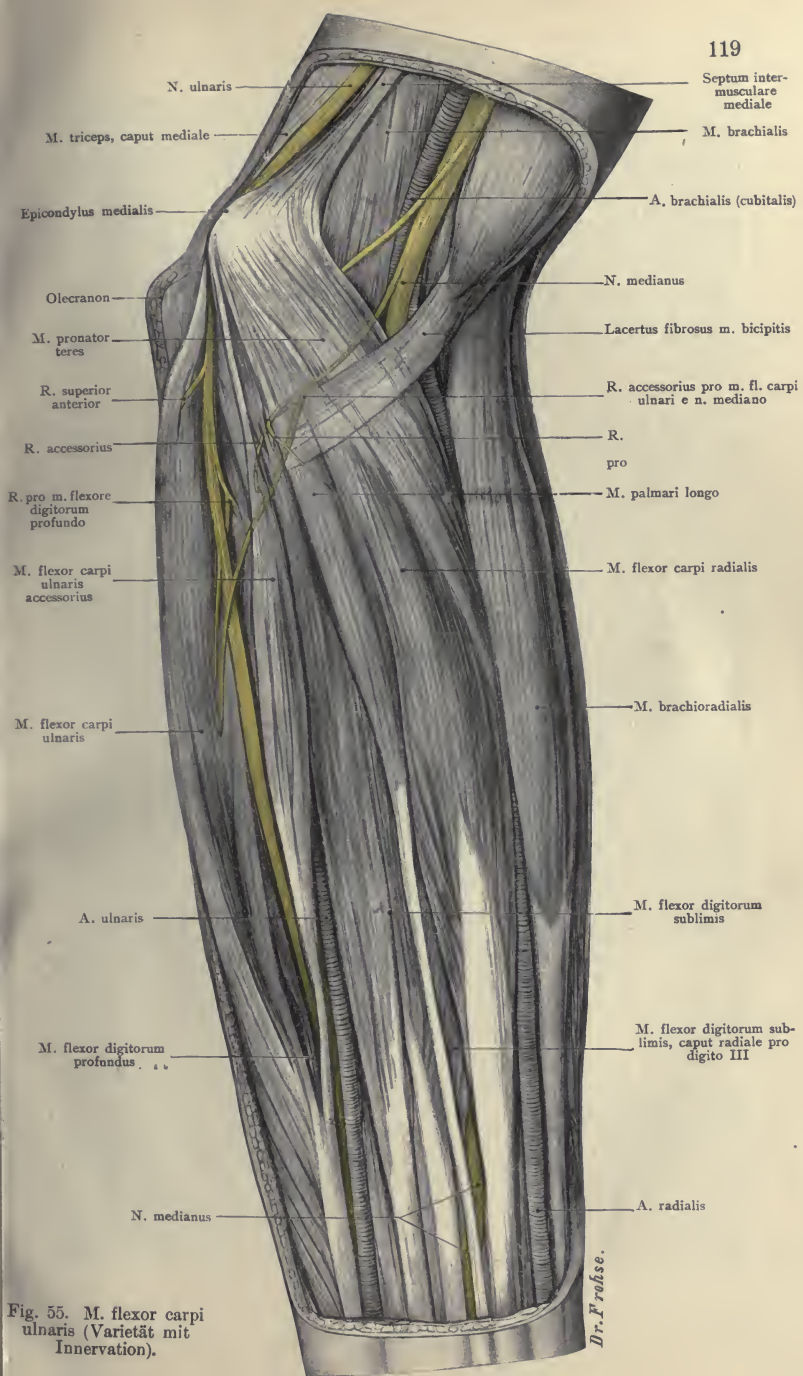 119
N. ulnaris
M. triceps, caput mediale
Epicondylus medialis
Olecranon
M. pronator
teres
R. superior
anterior
R. accessorius
R. pro m. flexore
digitorum
profundo
M. flexor carpi
ulnaris
accessorius
M. flexor carpi
ulnaris
A. ulnaris
M. flexor digitorum
profundus
N. medianus
Septum inter-
musculare
mediale
M. brachialis
A. brachialis (cubitalis)
N. medianus
Lacertus fibrosus m. bicipitis
R. accessorius pro m. fl. carpi
ulnari e n. mediano
R.
pro
M. palmari longo
M. flexor carpi radialis
M. brachioradialis
M. flexor digitorum
sublimis
M. flexor digitorum sub-
limis, caput radiale pro
digito III
A. radialis
Dr. Frohse.
Fig. 55. M. flexor carpi
ulnaris (Varietät mit
Innervation).